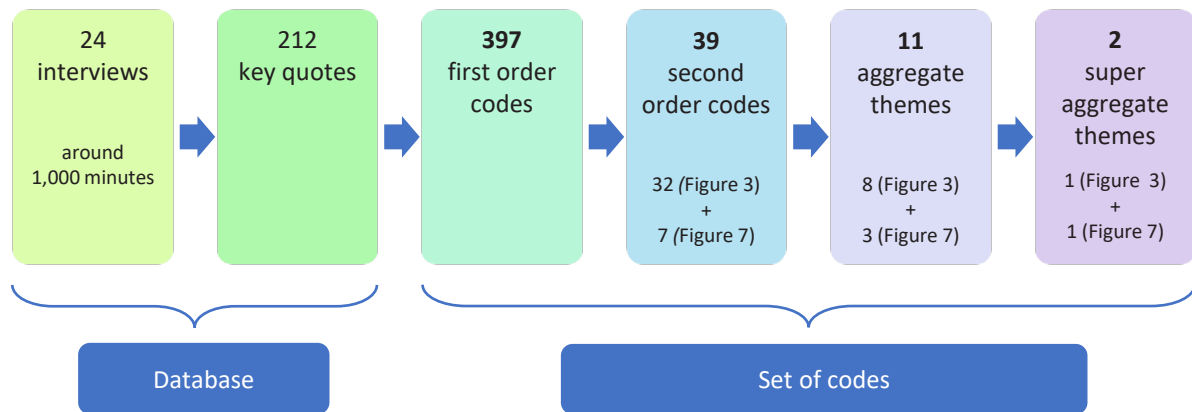 24
interviews
around
1,000 minutes
212
key quotes
397
first order
codes
39
second
order codes
32 (Figure 3)
+
7 (Figure 7)
11
aggregate
themes
8 (Figure 3)
+
3 (Figure 7)
2
super
aggregate
themes
1 (Figure 3)
+
1 (Figure 7)
Database
Set of codes